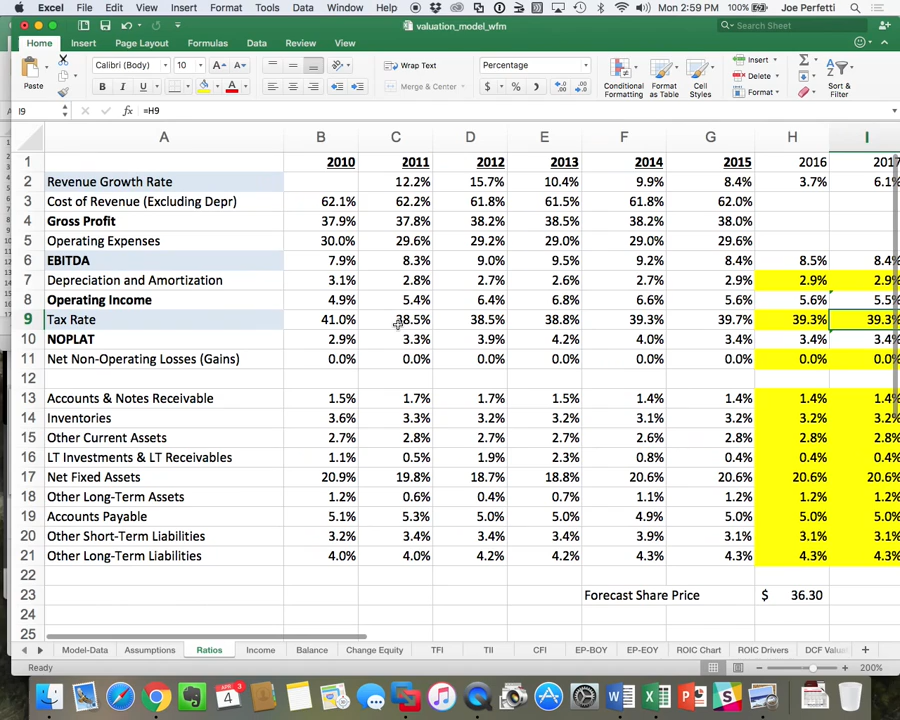 Excel File Edit View Insert Format Tools Data Window Help Mon 2:59 PM 100% Joe Perfetti
valuation_model_wfm Search Sheet
Home Insert Page Layout Formulas Data Review View
Calibri (Body) 10 A A Wrap Text Percentage Insert Σ
Delete
Paste B I U A Merge & Center $ % Conditional Formatting Format as Table Cell Styles Format Sort & Filter
I9 fx =H9
A B C D E F G H I
1 2010 2011 2012 2013 2014 2015 2016 2017
2 Revenue Growth Rate 12.2% 15.7% 10.4% 9.9% 8.4% 3.7% 6.1%
3 Cost of Revenue (Excluding Depr) 62.1% 62.2% 61.8% 61.5% 61.8% 62.0%
4 Gross Profit 37.9% 37.8% 38.2% 38.5% 38.2% 38.0%
5 Operating Expenses 30.0% 29.6% 29.2% 29.0% 29.0% 29.6%
6 EBITDA 7.9% 8.3% 9.0% 9.5% 9.2% 8.4% 8.5% 8.4%
7 Depreciation and Amortization 3.1% 2.8% 2.7% 2.6% 2.7% 2.9% 2.9% 2.9%
8 Operating Income 4.9% 5.4% 6.4% 6.8% 6.6% 5.6% 5.6% 5.5%
9 Tax Rate 41.0% 38.5% 38.5% 38.8% 39.3% 39.7% 39.3% 39.3%
10 NOPLAT 2.9% 3.3% 3.9% 4.2% 4.0% 3.4% 3.4% 3.4%
11 Net Non-Operating Losses (Gains) 0.0% 0.0% 0.0% 0.0% 0.0% 0.0% 0.0% 0.0%
12
13 Accounts & Notes Receivable 1.5% 1.7% 1.7% 1.5% 1.4% 1.4% 1.4% 1.4%
14 Inventories 3.6% 3.3% 3.2% 3.2% 3.1% 3.2% 3.2% 3.2%
15 Other Current Assets 2.7% 2.8% 2.7% 2.7% 2.6% 2.8% 2.8% 2.8%
16 LT Investments & LT Receivables 1.1% 0.5% 1.9% 2.3% 0.8% 0.4% 0.4% 0.4%
17 Net Fixed Assets 20.9% 19.8% 18.7% 18.8% 20.6% 20.6% 20.6% 20.6%
18 Other Long-Term Assets 1.2% 0.6% 0.4% 0.7% 1.1% 1.2% 1.2% 1.2%
19 Accounts Payable 5.1% 5.3% 5.0% 5.0% 4.9% 5.0% 5.0% 5.0%
20 Other Short-Term Liabilities 3.2% 3.4% 3.4% 3.4% 3.9% 3.1% 3.1% 3.1%
21 Other Long-Term Liabilities 4.0% 4.0% 4.2% 4.2% 4.3% 4.3% 4.3% 4.3%
22
23 Forecast Share Price $ 36.30
24
25
Model-Data Assumptions Ratios Income Balance Change Equity TFI TII CFI EP-BOY EP-EOY ROIC Chart ROIC Drivers DCF Valua
Ready 200%